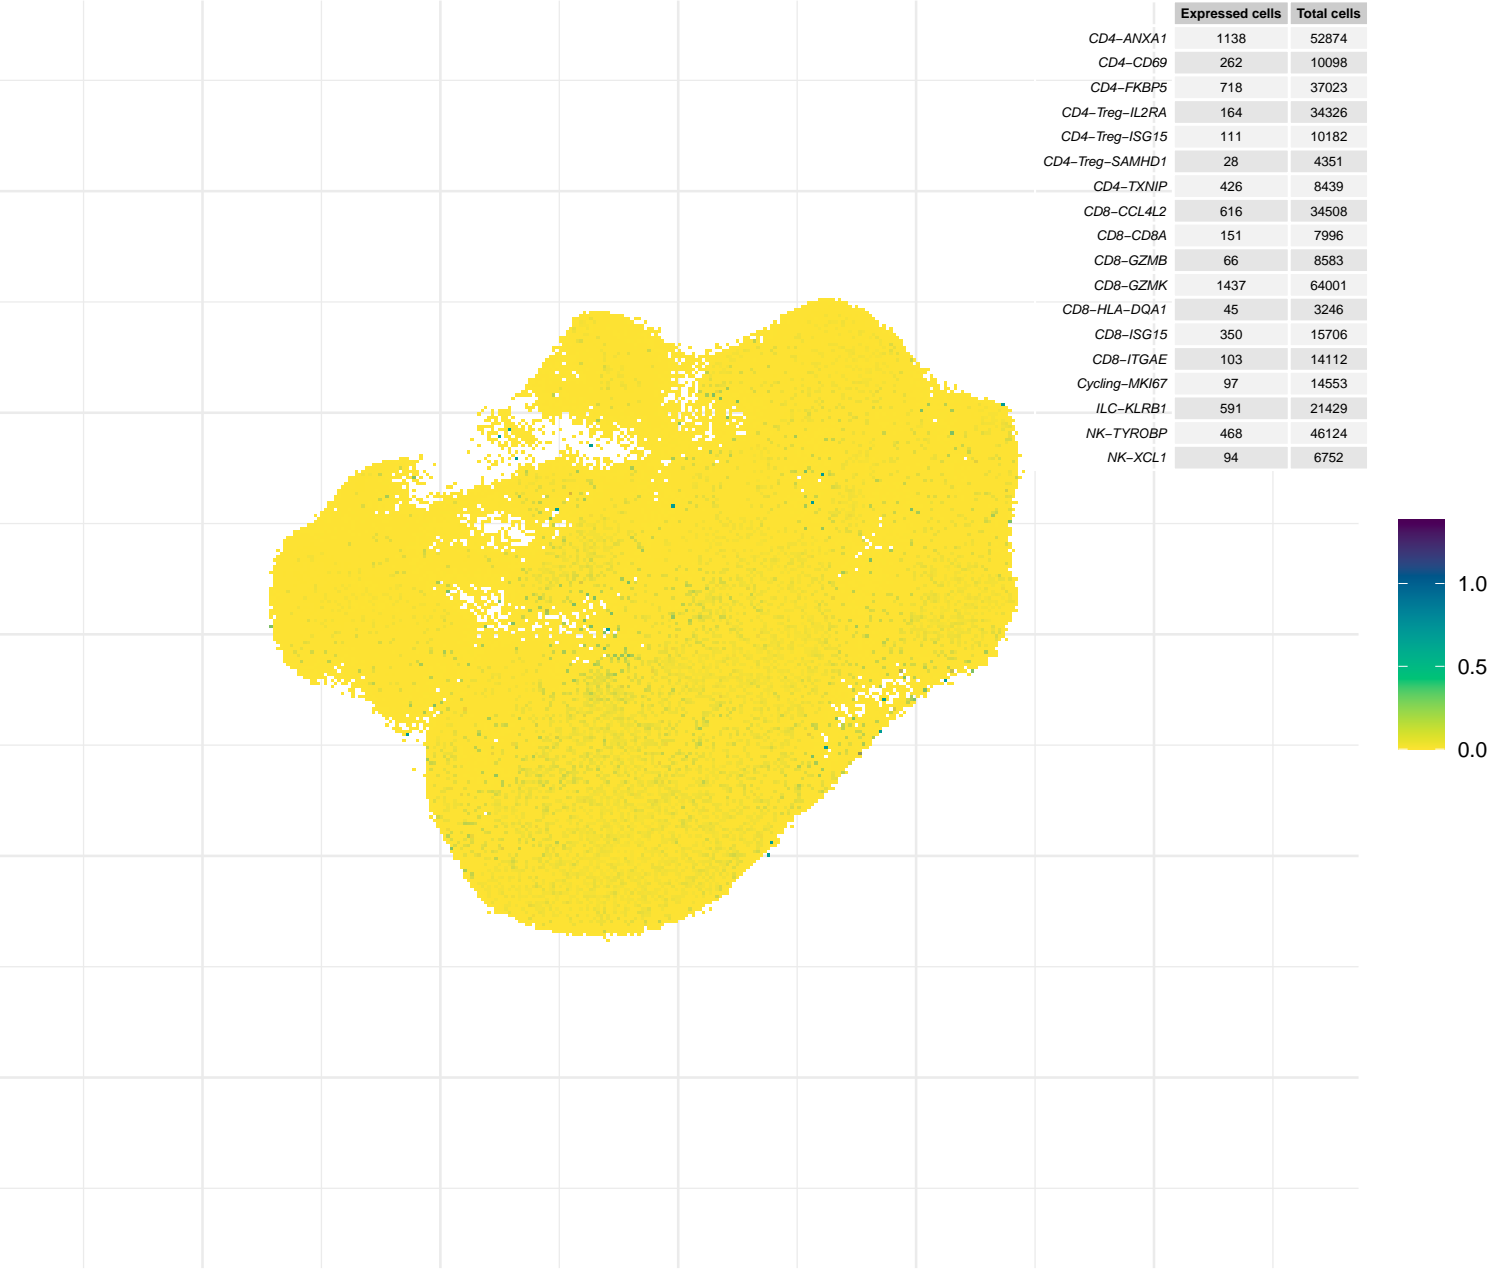 Expressed cells Total cells
CD4−ANXA1 1138 52874
CD4−CD69 262 10098
CD4−FKBP5 718 37023
CD4−Treg−IL2RA 164 34326
CD4−Treg−ISG15 111 10182
CD4−Treg−SAMHD1 28 4351
CD4−TXNIP 426 8439
CD8−CCL4L2 616 34508
CD8−CD8A 151 7996
CD8−GZMB 66 8583
CD8−GZMK 1437 64001
CD8−HLA−DQA1 45 3246
CD8−ISG15 350 15706
CD8−ITGAE 103 14112
Cycling−MKI67 97 14553
ILC−KLRB1 591 21429
NK−TYROBP 468 46124
NK−XCL1 94 6752
1.0
0.5
0.0